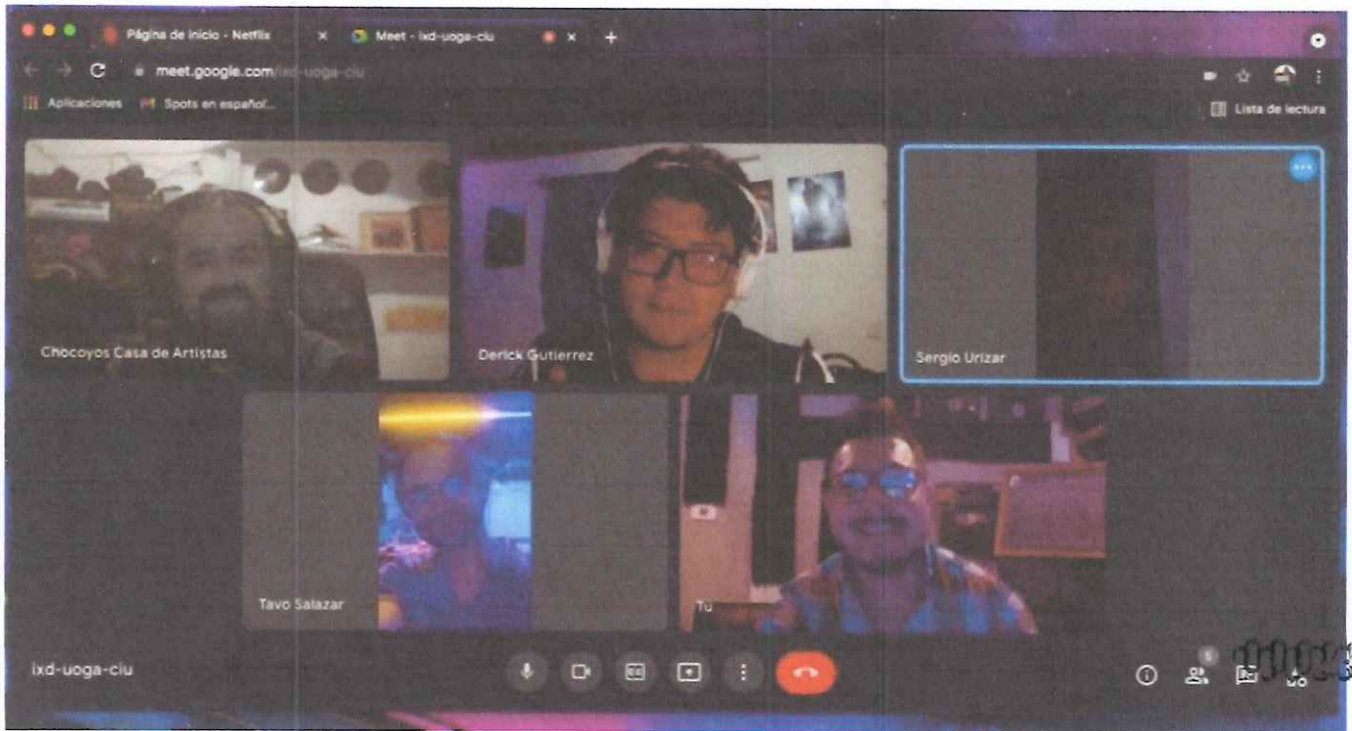 Página de inicio - Netflix
Meet - ixd-uoga-ciu
meet.google.com/ixd-uoga-ciu
Aplicaciones
Spots en español...
Lista de lectura
Chocoyos Casa de Artistas
Derick Gutierrez
Sergio Urizar
Tavo Salazar
Tú
ixd-uoga-ciu